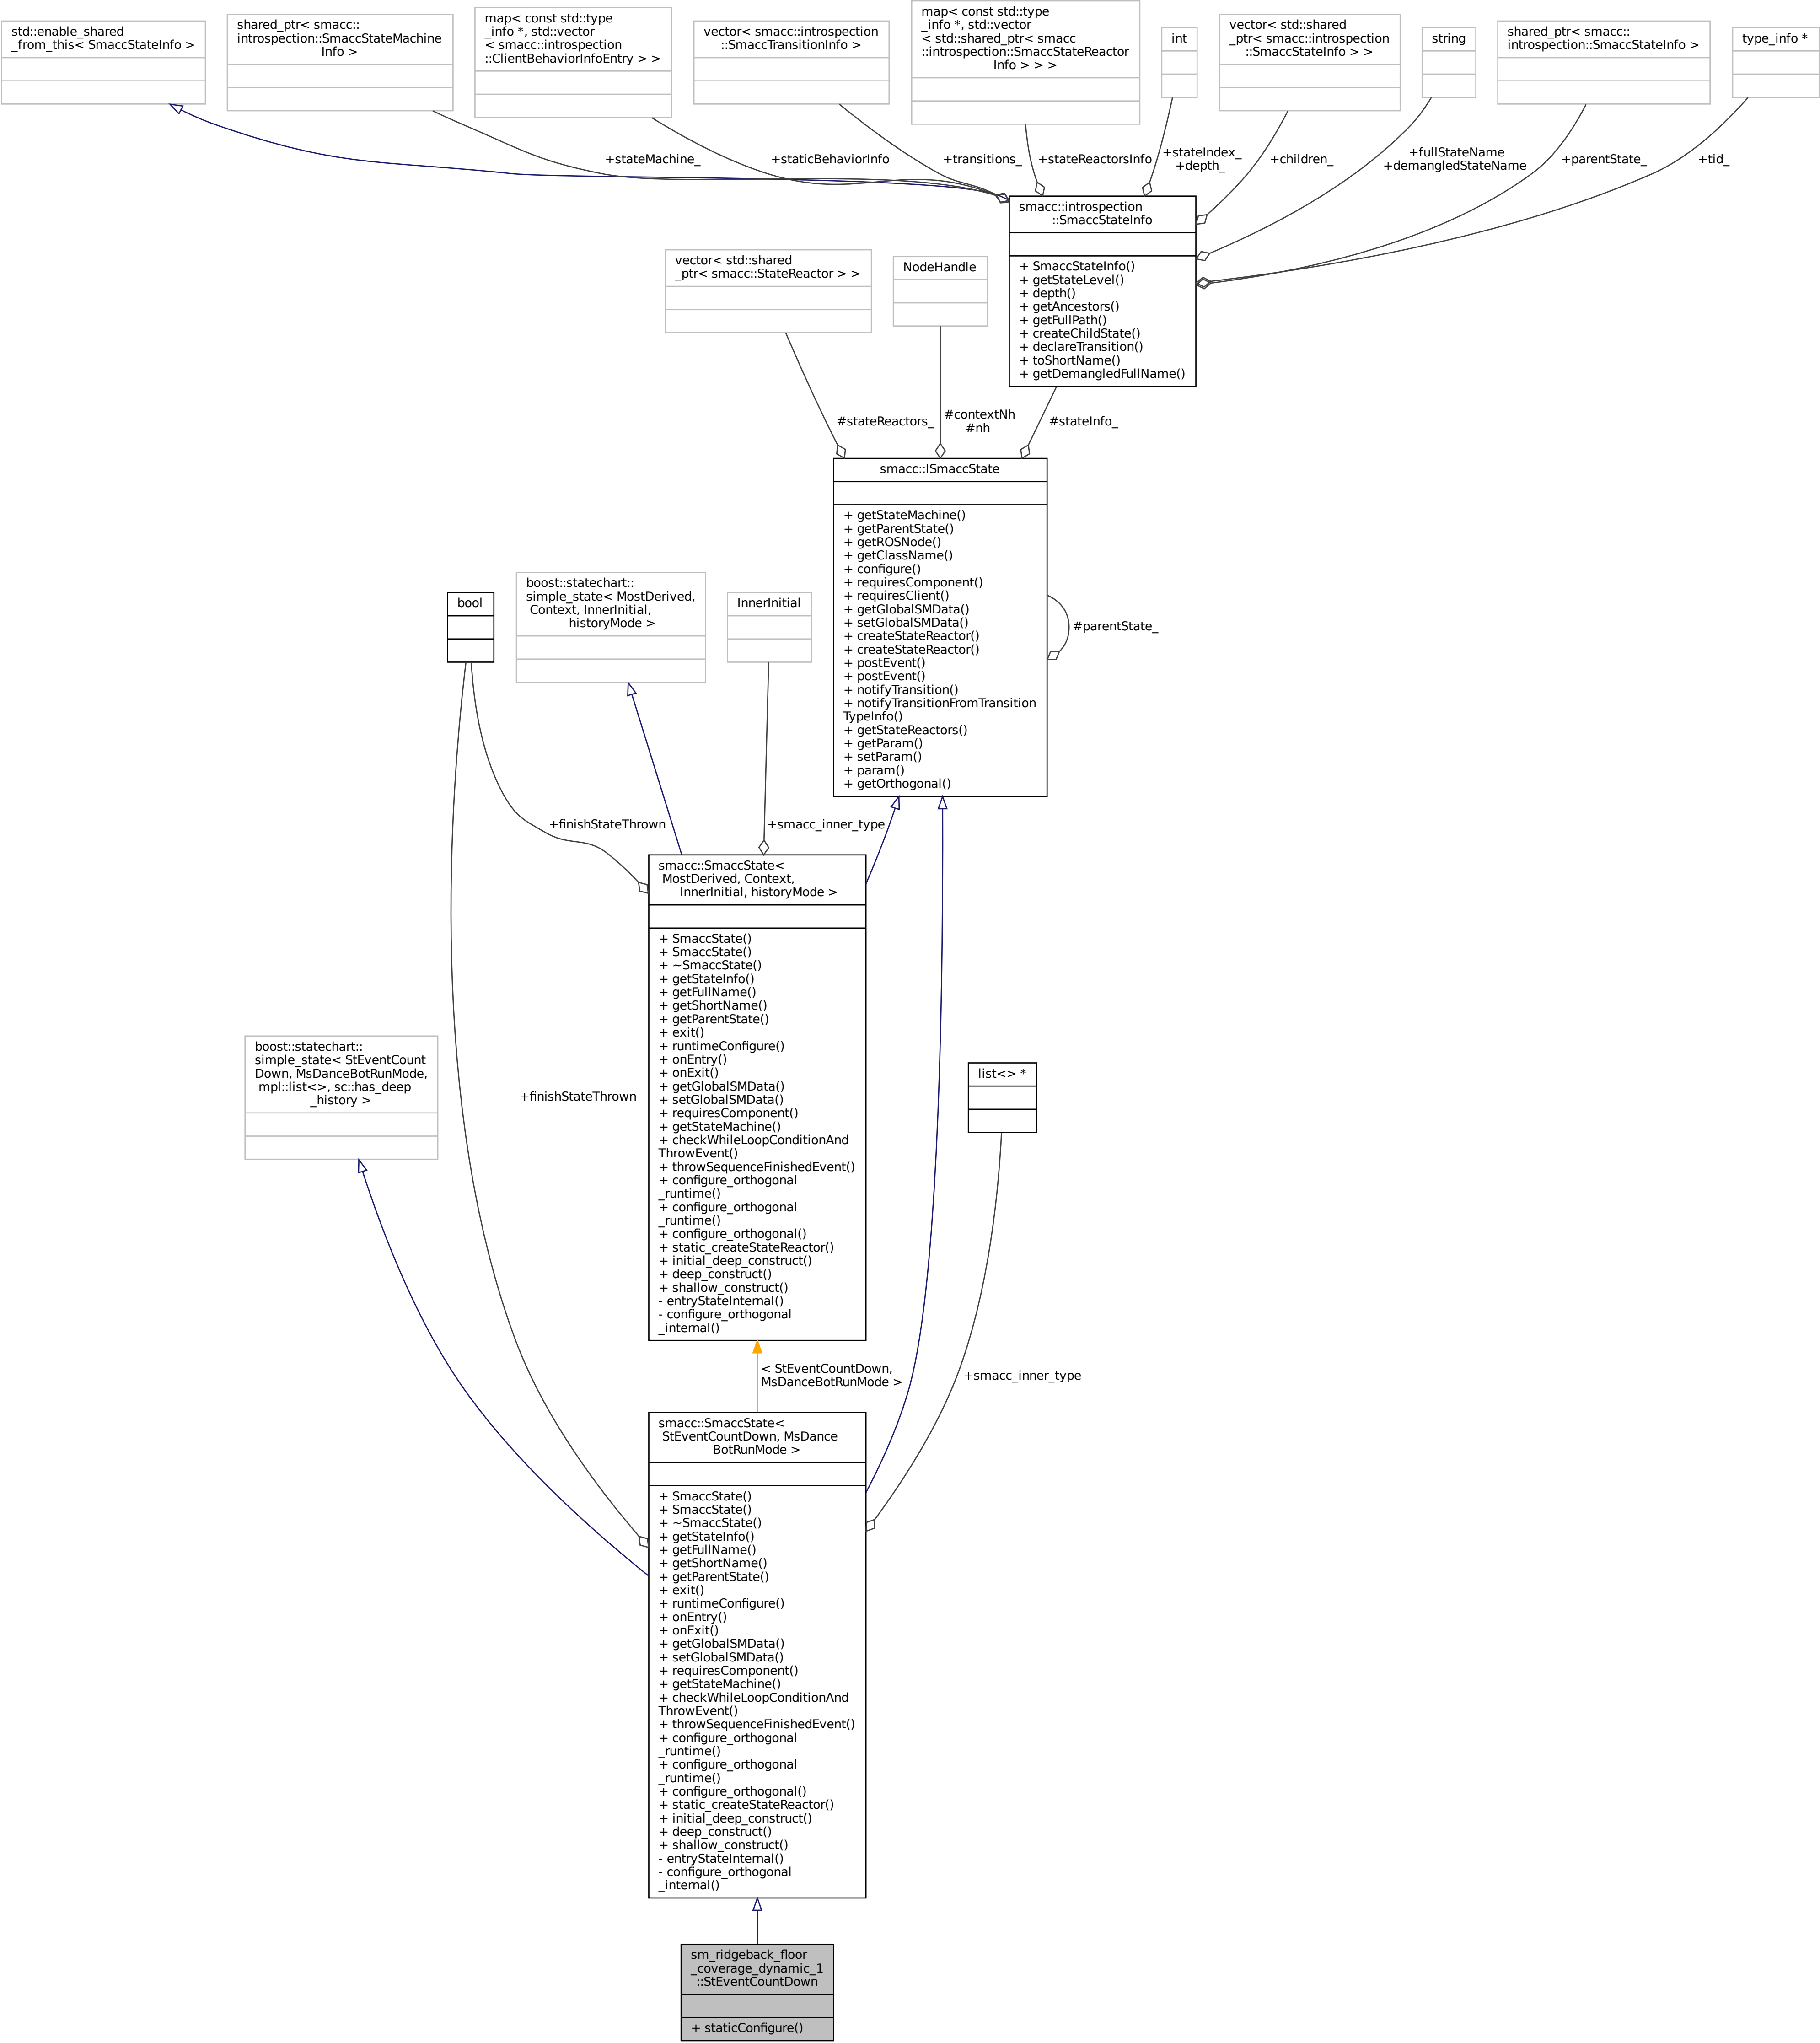 std::enable_shared
_from_this< SmaccStateInfo >
shared_ptr< smacc::
introspection::SmaccStateMachine
Info >
map< const std::type
_info *, std::vector
< smacc::introspection
::ClientBehaviorInfoEntry > >
vector< smacc::introspection
::SmaccTransitionInfo >
map< const std::type
_info *, std::vector
< std::shared_ptr< smacc
::introspection::SmaccStateReactor
Info > > >
int
vector< std::shared
_ptr< smacc::introspection
::SmaccStateInfo > >
string
shared_ptr< smacc::
introspection::SmaccStateInfo >
type_info *
+stateMachine_
+staticBehaviorInfo
+transitions_
+stateReactorsInfo
+stateIndex_
+depth_
+children_
+fullStateName
+demangledStateName
+parentState_
+tid_
smacc::introspection
::SmaccStateInfo
+ SmaccStateInfo()
+ getStateLevel()
+ depth()
+ getAncestors()
+ getFullPath()
+ createChildState()
+ declareTransition()
+ toShortName()
+ getDemangledFullName()
vector< std::shared
_ptr< smacc::StateReactor > >
NodeHandle
#stateReactors_
#contextNh
#nh
#stateInfo_
smacc::ISmaccState
+ getStateMachine()
+ getParentState()
+ getROSNode()
+ getClassName()
+ configure()
+ requiresComponent()
+ requiresClient()
+ getGlobalSMData()
+ setGlobalSMData()
+ createStateReactor()
+ createStateReactor()
+ postEvent()
+ postEvent()
+ notifyTransition()
+ notifyTransitionFromTransition
TypeInfo()
+ getStateReactors()
+ getParam()
+ setParam()
+ param()
+ getOrthogonal()
#parentState_
bool
boost::statechart::
simple_state< MostDerived,
Context, InnerInitial,
historyMode >
InnerInitial
+finishStateThrown
+smacc_inner_type
smacc::SmaccState<
MostDerived, Context,
InnerInitial, historyMode >
+ SmaccState()
+ SmaccState()
+ ~SmaccState()
+ getStateInfo()
+ getFullName()
+ getShortName()
+ getParentState()
+ exit()
+ runtimeConfigure()
+ onEntry()
+ onExit()
+ getGlobalSMData()
+ setGlobalSMData()
+ requiresComponent()
+ getStateMachine()
+ checkWhileLoopConditionAnd
ThrowEvent()
+ throwSequenceFinishedEvent()
+ configure_orthogonal
_runtime()
+ configure_orthogonal
_runtime()
+ configure_orthogonal()
+ static_createStateReactor()
+ initial_deep_construct()
+ deep_construct()
+ shallow_construct()
- entryStateInternal()
- configure_orthogonal
_internal()
boost::statechart::
simple_state< StEventCount
Down, MsDanceBotRunMode,
mpl::list<>, sc::has_deep
_history >
+finishStateThrown
list<> *
< StEventCountDown,
MsDanceBotRunMode >
+smacc_inner_type
smacc::SmaccState<
StEventCountDown, MsDance
BotRunMode >
+ SmaccState()
+ SmaccState()
+ ~SmaccState()
+ getStateInfo()
+ getFullName()
+ getShortName()
+ getParentState()
+ exit()
+ runtimeConfigure()
+ onEntry()
+ onExit()
+ getGlobalSMData()
+ setGlobalSMData()
+ requiresComponent()
+ getStateMachine()
+ checkWhileLoopConditionAnd
ThrowEvent()
+ throwSequenceFinishedEvent()
+ configure_orthogonal
_runtime()
+ configure_orthogonal
_runtime()
+ configure_orthogonal()
+ static_createStateReactor()
+ initial_deep_construct()
+ deep_construct()
+ shallow_construct()
- entryStateInternal()
- configure_orthogonal
_internal()
sm_ridgeback_floor
_coverage_dynamic_1
::StEventCountDown
+ staticConfigure()